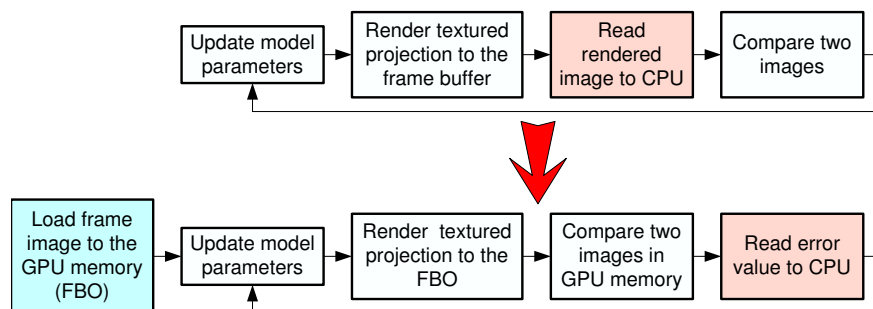 Update model
parameters
Render textured
projection to the
frame buffer
Read
rendered
image to CPU
Compare two
images
Load frame
image to the
GPU memory
(FBO)
Update model
parameters
Render textured
projection to the
FBO
Compare two
images in
GPU memory
Read error
value to CPU